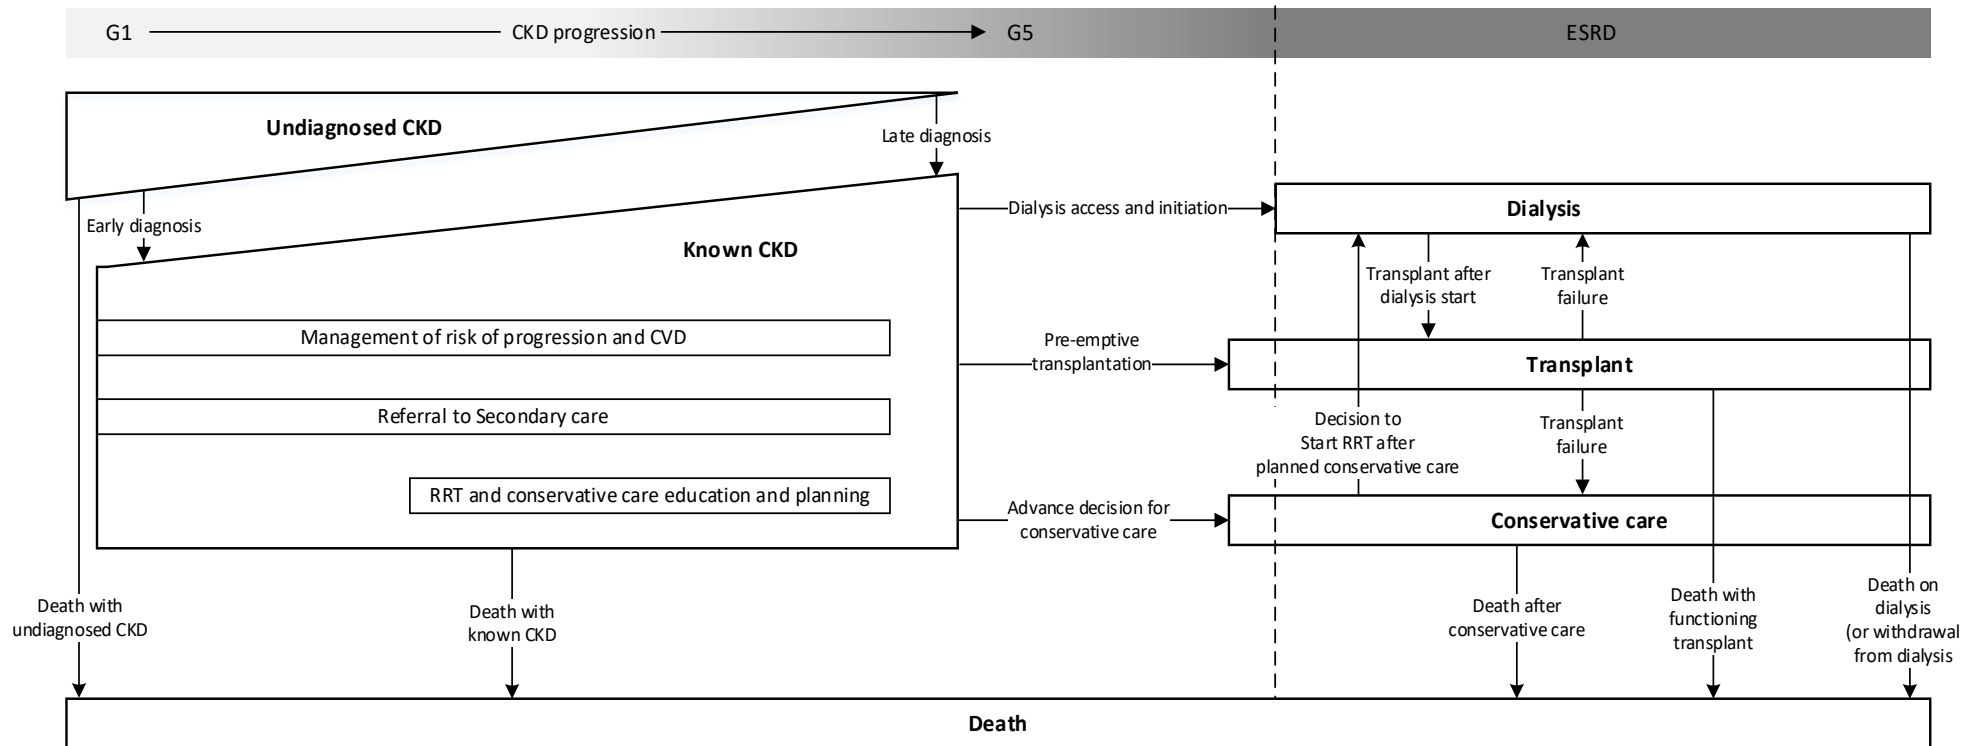 G1
CKD progression
G5
ESRD
Undiagnosed CKD
Late diagnosis
Early diagnosis
Known CKD
Management of risk of progression and CVD
Referral to Secondary care
RRT and conservative care education and planning
Dialysis access and initiation
Pre-emptive
transplantation
Advance decision for
conservative care
Dialysis
Transplant after
dialysis start
Transplant
failure
Transplant
Decision to
Start RRT after
planned conservative care
Transplant
failure
Conservative care
Death with
undiagnosed CKD
Death with
known CKD
Death after
conservative care
Death with
functioning
transplant
Death on
dialysis
(or withdrawal
from dialysis
Death